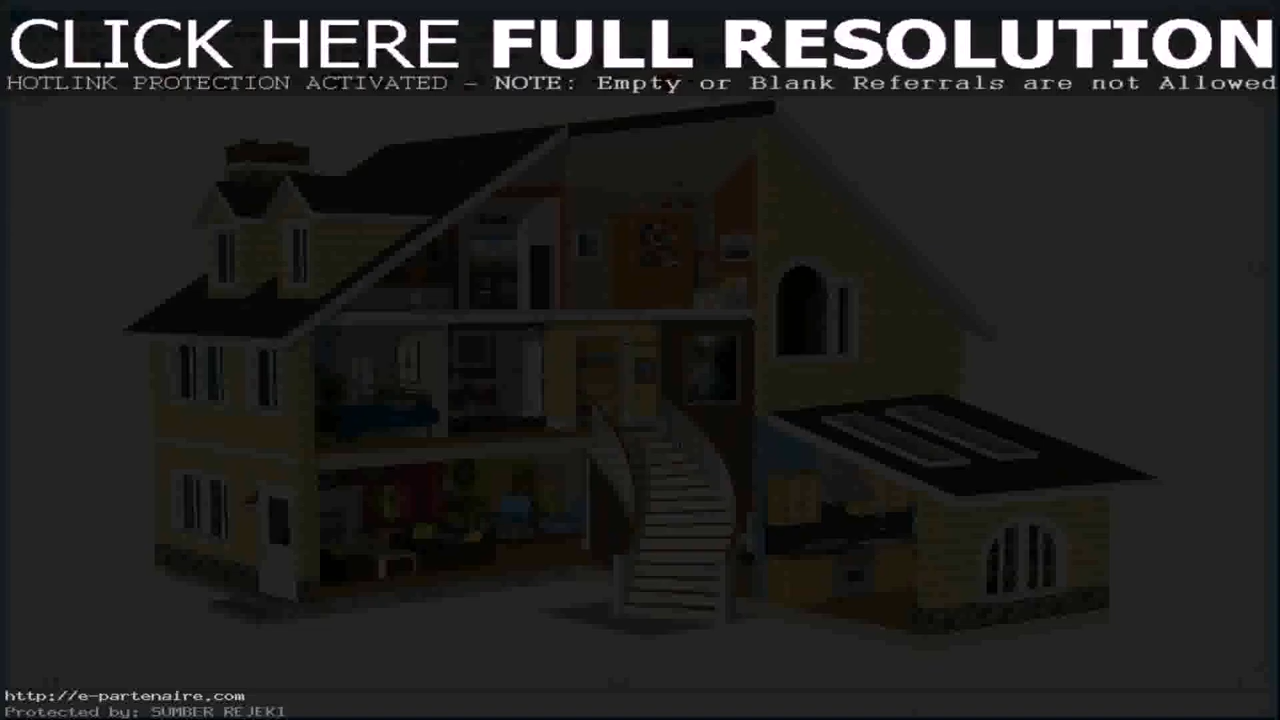 CLICK HERE FULL RESOLUTION
HOTLINK PROTECTION ACTIVATED - NOTE: Empty or Blank Referrals are not Allowed
http://e-partenaire.com
Protected by: SUMBER REJEKI